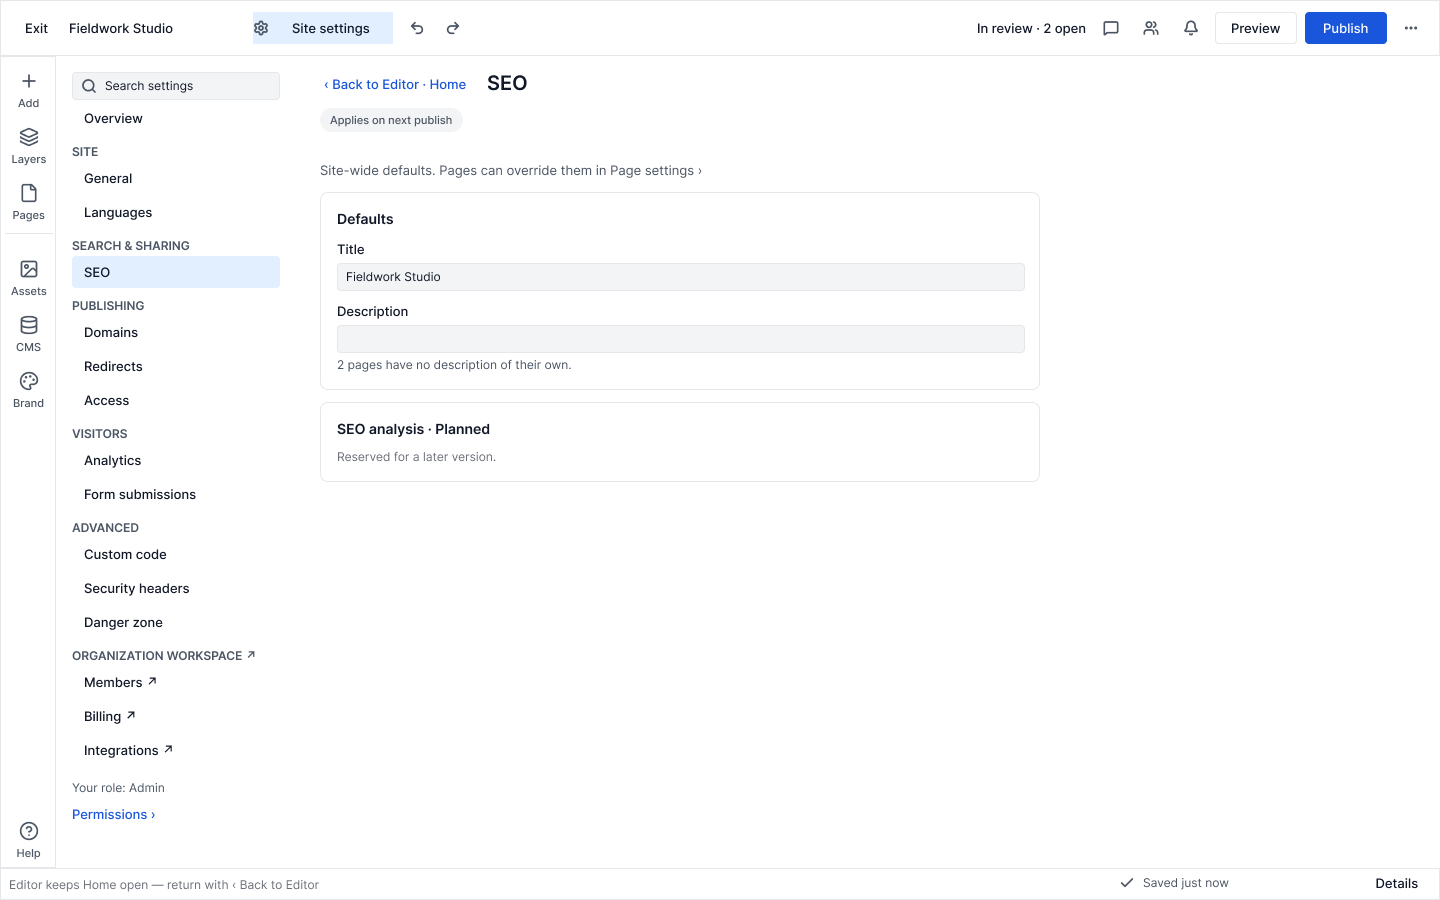 Exit Fieldwork Studio Site settings In review · 2 open Preview Publish
Add
Layers
Pages
Assets
CMS
Brand
Help
Search settings
Overview
SITE
General
Languages
SEARCH & SHARING
SEO
PUBLISHING
Domains
Redirects
Access
VISITORS
Analytics
Form submissions
ADVANCED
Custom code
Security headers
Danger zone
ORGANIZATION WORKSPACE ↗
Members ↗
Billing ↗
Integrations ↗
Your role: Admin
Permissions ›
‹ Back to Editor · Home SEO
Applies on next publish
Site-wide defaults. Pages can override them in Page settings ›
Defaults
Title
Fieldwork Studio
Description
2 pages have no description of their own.
SEO analysis · Planned
Reserved for a later version.
Editor keeps Home open — return with ‹ Back to Editor Saved just now Details